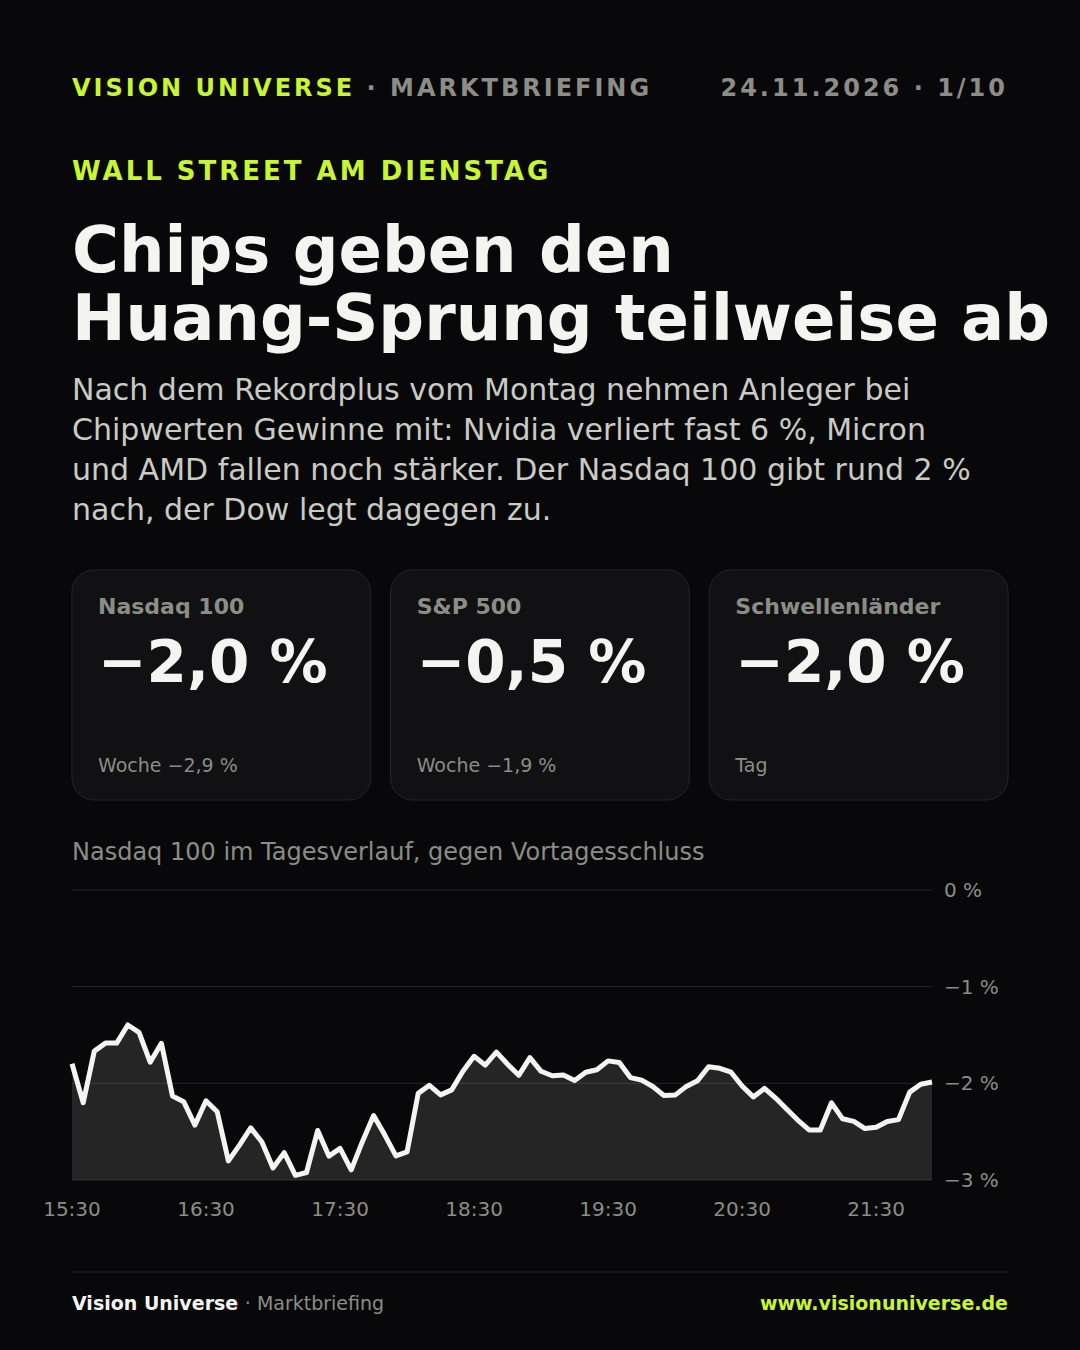 VISION UNIVERSE · MARKTBRIEFING 24.11.2026 · 1/10
WALL STREET AM DIENSTAG
Chips geben den
Huang-Sprung teilweise ab
Nach dem Rekordplus vom Montag nehmen Anleger bei
Chipwerten Gewinne mit: Nvidia verliert fast 6 %, Micron
und AMD fallen noch stärker. Der Nasdaq 100 gibt rund 2 %
nach, der Dow legt dagegen zu.
Nasdaq 100
−2,0 %
Woche −2,9 %
S&P 500
−0,5 %
Woche −1,9 %
Schwellenländer
−2,0 %
Tag
Nasdaq 100 im Tagesverlauf, gegen Vortagesschluss
0 %
−1 %
−2 %
−3 %
15:30 16:30 17:30 18:30 19:30 20:30 21:30
Vision Universe · Marktbriefing www.visionuniverse.de